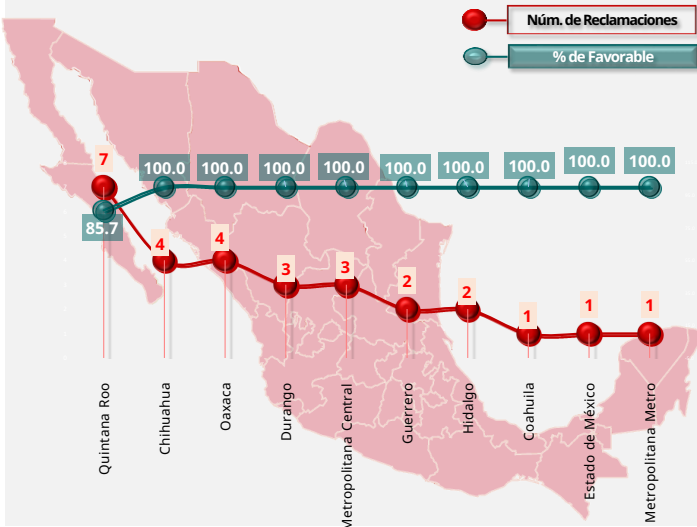 Núm. de Reclamaciones
% de Favorable
7
100.0
100.0
100.0
100.0
100.0
100.0
100.0
100.0
100.0
85.7
4
4
3
3
2
2
1
1
1
Quintana Roo
Chihuahua
Oaxaca
Durango
Metropolitana Central
Guerrero
Hidalgo
Coahuila
Estado de México
Metropolitana Metro